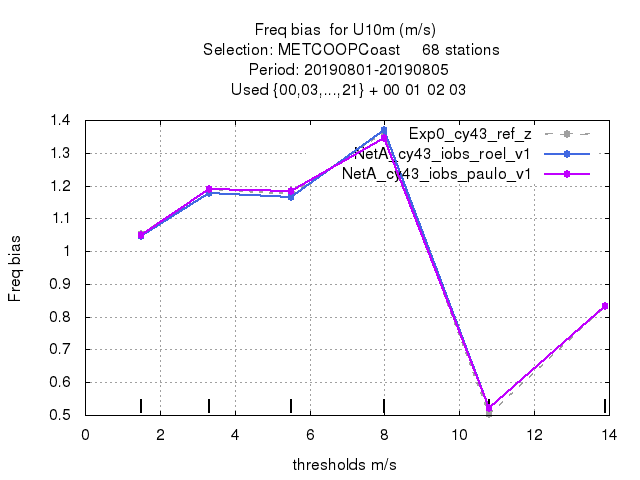 Freq bias  for U10m (m/s)
Selection: METCOOPCoast     68 stations
Period: 20190801-20190805
Used {00,03,...,21} + 00 01 02 03
Exp0_cy43_ref_z
NetA_cy43_iobs_roel_v1
NetA_cy43_iobs_paulo_v1
1.4
1.3
1.2
1.1
1
0.9
0.8
0.7
0.6
0.5
Freq bias
0 2 4 6 8 10 12 14
thresholds m/s